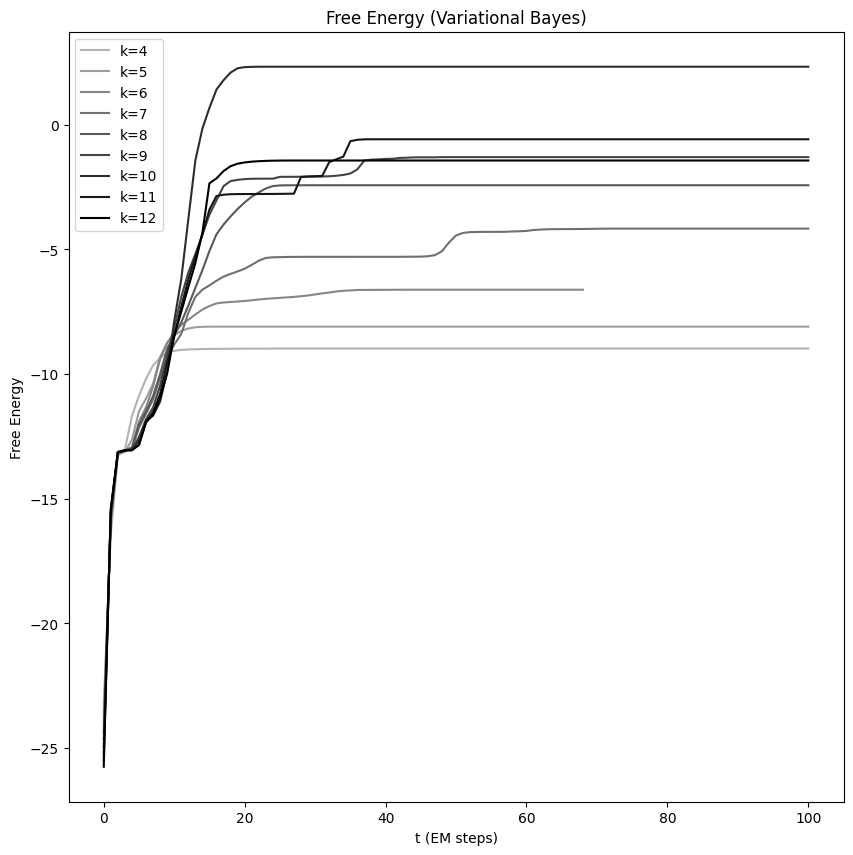 Free Energy (Variational Bayes)
k=4
k=5
k=6
k=7
k=8
k=9
k=10
k=11
k=12
0
−5
−10
−15
−20
−25
Free Energy
0 20 40 60 80 100
t (EM steps)